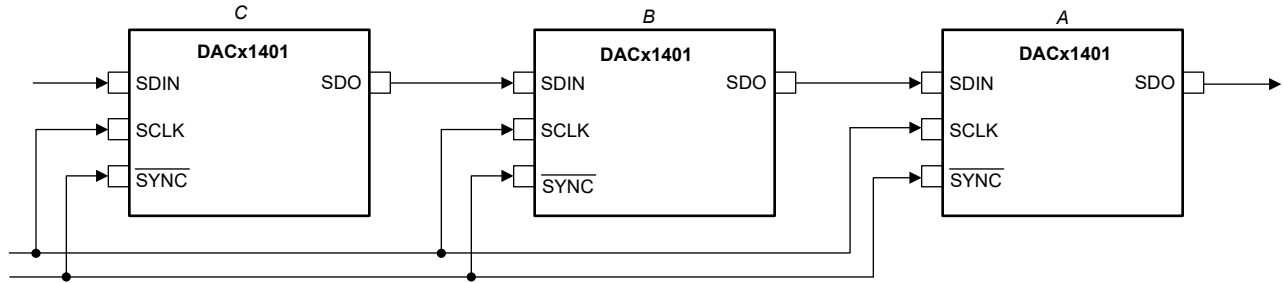 C
DACx1401
SDIN
SDO
SCLK
SYNC
B
DACx1401
SDIN
SDO
SCLK
SYNC
A
DACx1401
SDIN
SDO
SCLK
SYNC